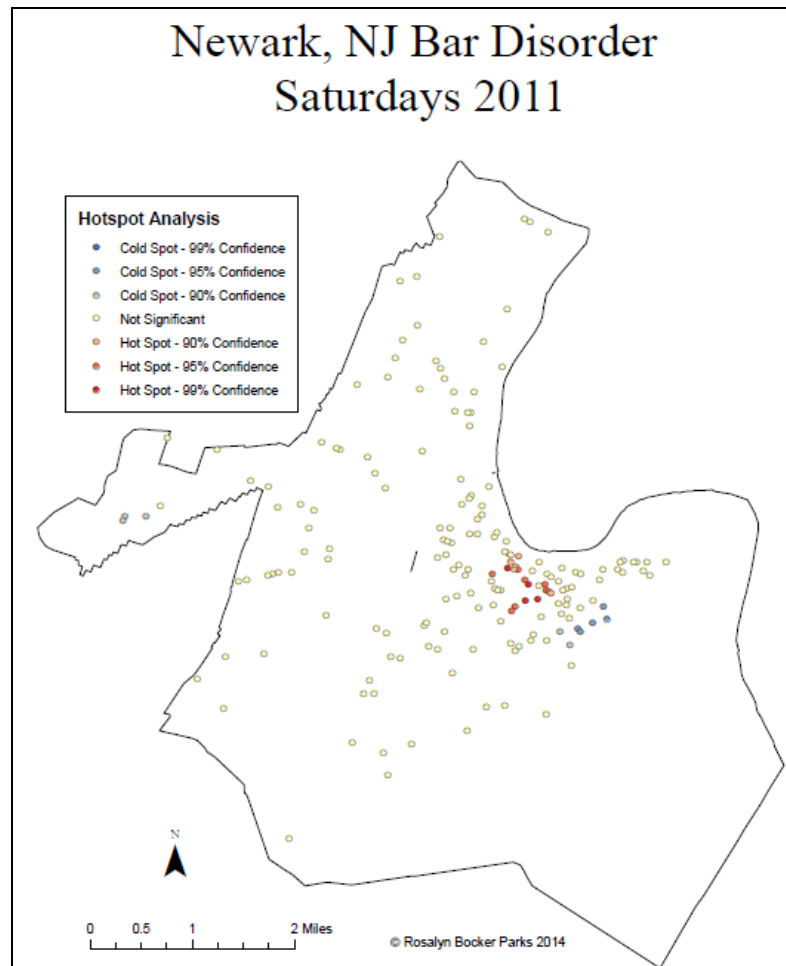 Newark, NJ Bar Disorder
Saturdays 2011
Hotspot Analysis
Cold Spot - 99% Confidence
Cold Spot - 95% Confidence
Cold Spot - 90% Confidence
Not Significant
Hot Spot - 90% Confidence
Hot Spot - 95% Confidence
Hot Spot - 99% Confidence
N
0 0.5 1 2 Miles
© Rosalyn Bocker Parks 2014